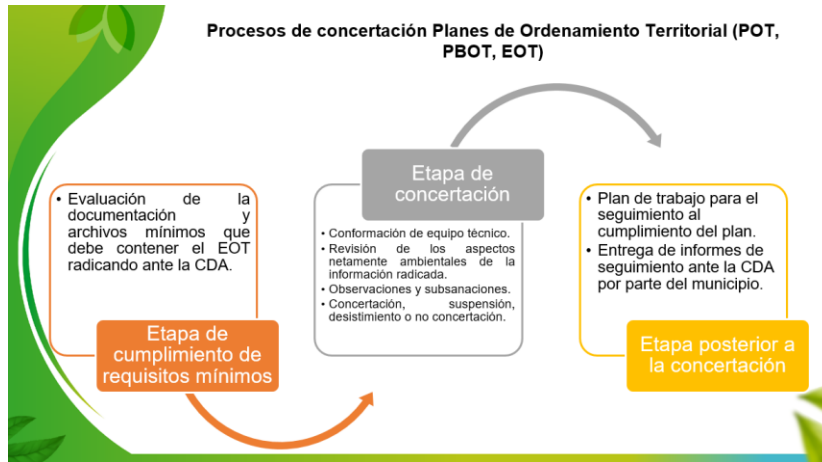 Procesos de concertación Planes de Ordenamiento Territorial (POT,
PBOT, EOT)
• Evaluación de la
documentación y
archivos mínimos que
debe contener el EOT
radicando ante la CDA.
Etapa de
cumplimiento de
requisitos mínimos
Etapa de
concertación
• Conformación de equipo técnico.
• Revisión de los aspectos
netamente ambientales de la
información radicada.
• Observaciones y subsanaciones.
• Concertación, suspensión,
desistimiento o no concertación.
• Plan de trabajo para el
seguimiento al
cumplimiento del plan.
• Entrega de informes de
seguimiento ante la CDA
por parte del municipio.
Etapa posterior a
la concertación